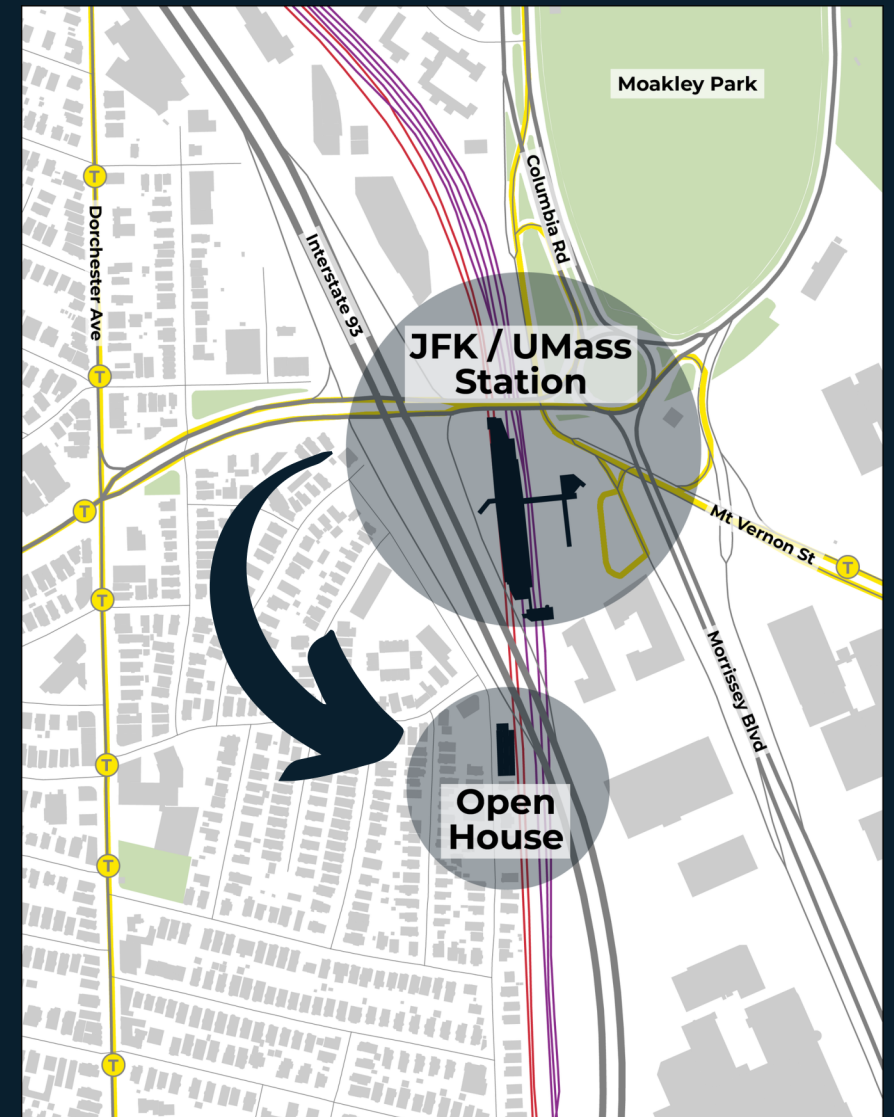 Moakley Park
Columbia Rd
Dorchester Ave
Interstate 93
JFK / UMass
Station
Mt Vernon St
Morrissey Blvd
Open
House
T
T
T
T
T
T
T
T